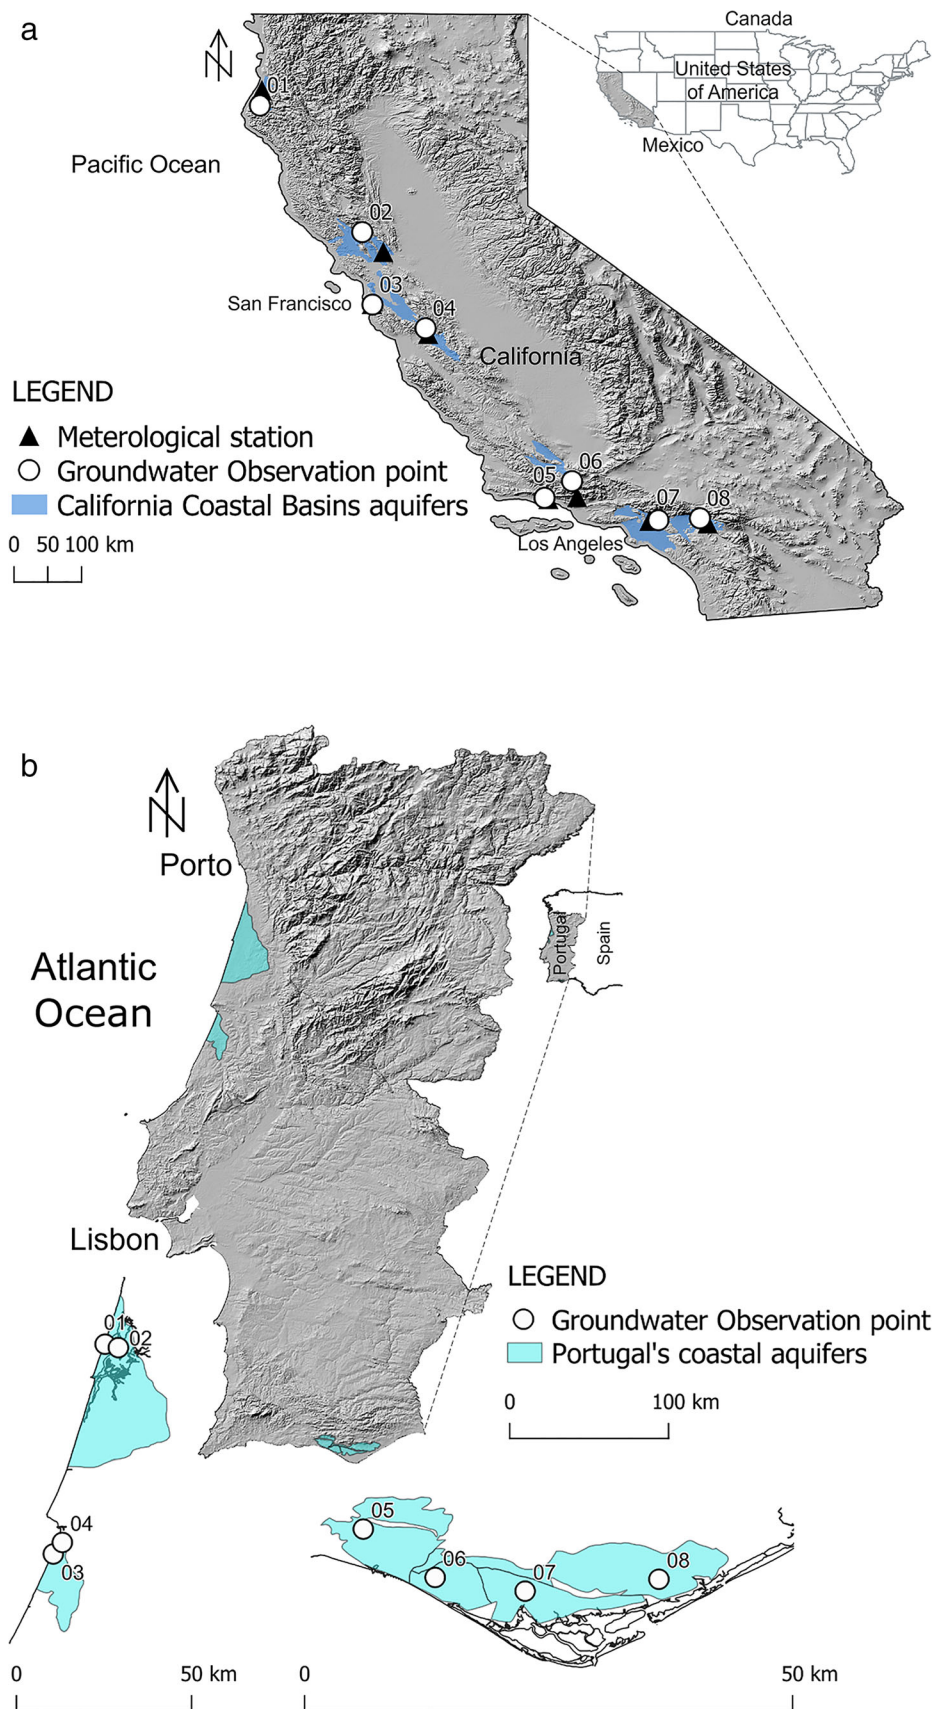 a
Canada
United States
of America
Mexico
N
01
Pacific Ocean
02
03
San Francisco
04
California
LEGEND
Meterological station
Groundwater Observation point
California Coastal Basins aquifers
0 50 100 km
05
06
07
08
Los Angeles
b
N
Porto
Atlantic
Ocean
Portugal
Spain
Lisbon
LEGEND
Groundwater Observation point
Portugal's coastal aquifers
0 100 km
01
02
04
03
05
06
07
08
0 50 km
0 50 km